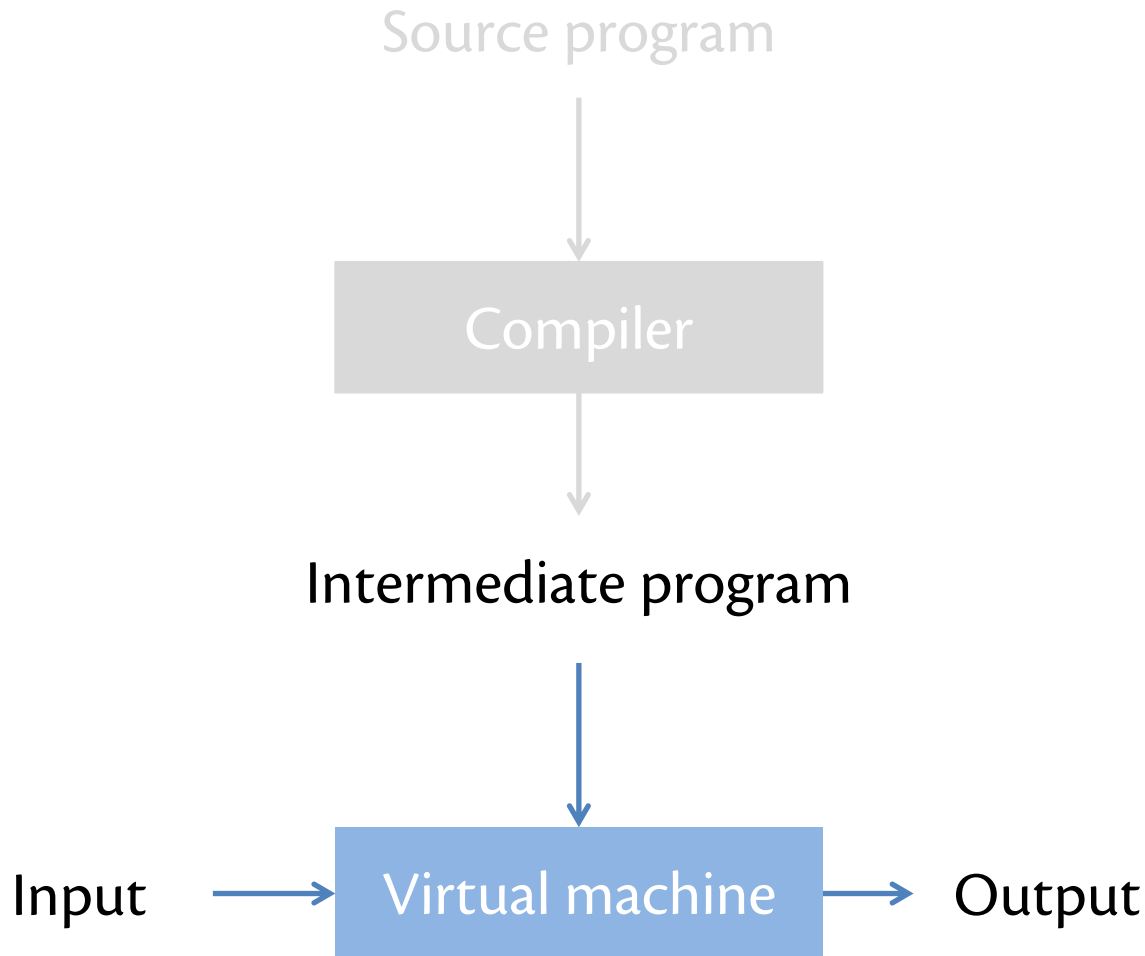 Source program
Compiler
Intermediate program
Input
Virtual machine
Output